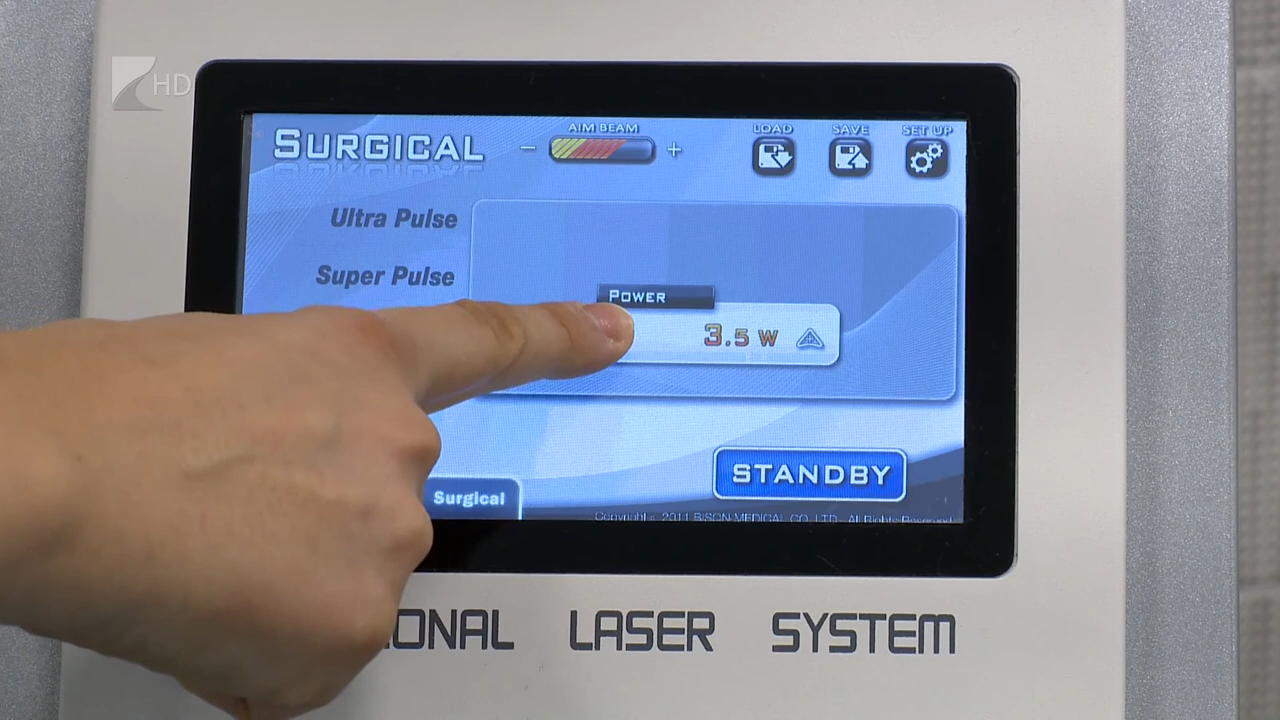 HD
AIM BEAM
LOAD
SAVE
SET UP
SURGICAL
- +
Ultra Pulse
Super Pulse
POWER
3.5 W
STANDBY
Surgical
Copyright © 2011 BISON MEDICAL CO., LTD. All Rights Reserved
ONAL LASER SYSTEM